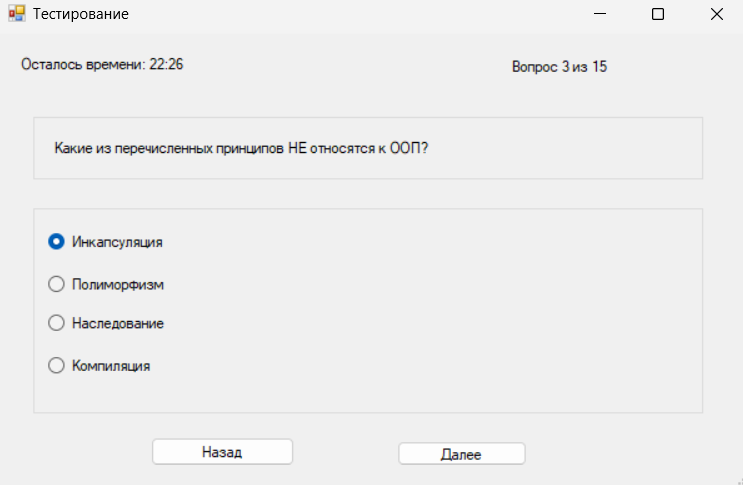 Тестирование
Осталось времени: 22:26
Вопрос 3 из 15
Какие из перечисленных принципов НЕ относятся к ООП?
Инкапсуляция
Полиморфизм
Наследование
Компиляция
Назад
Далее